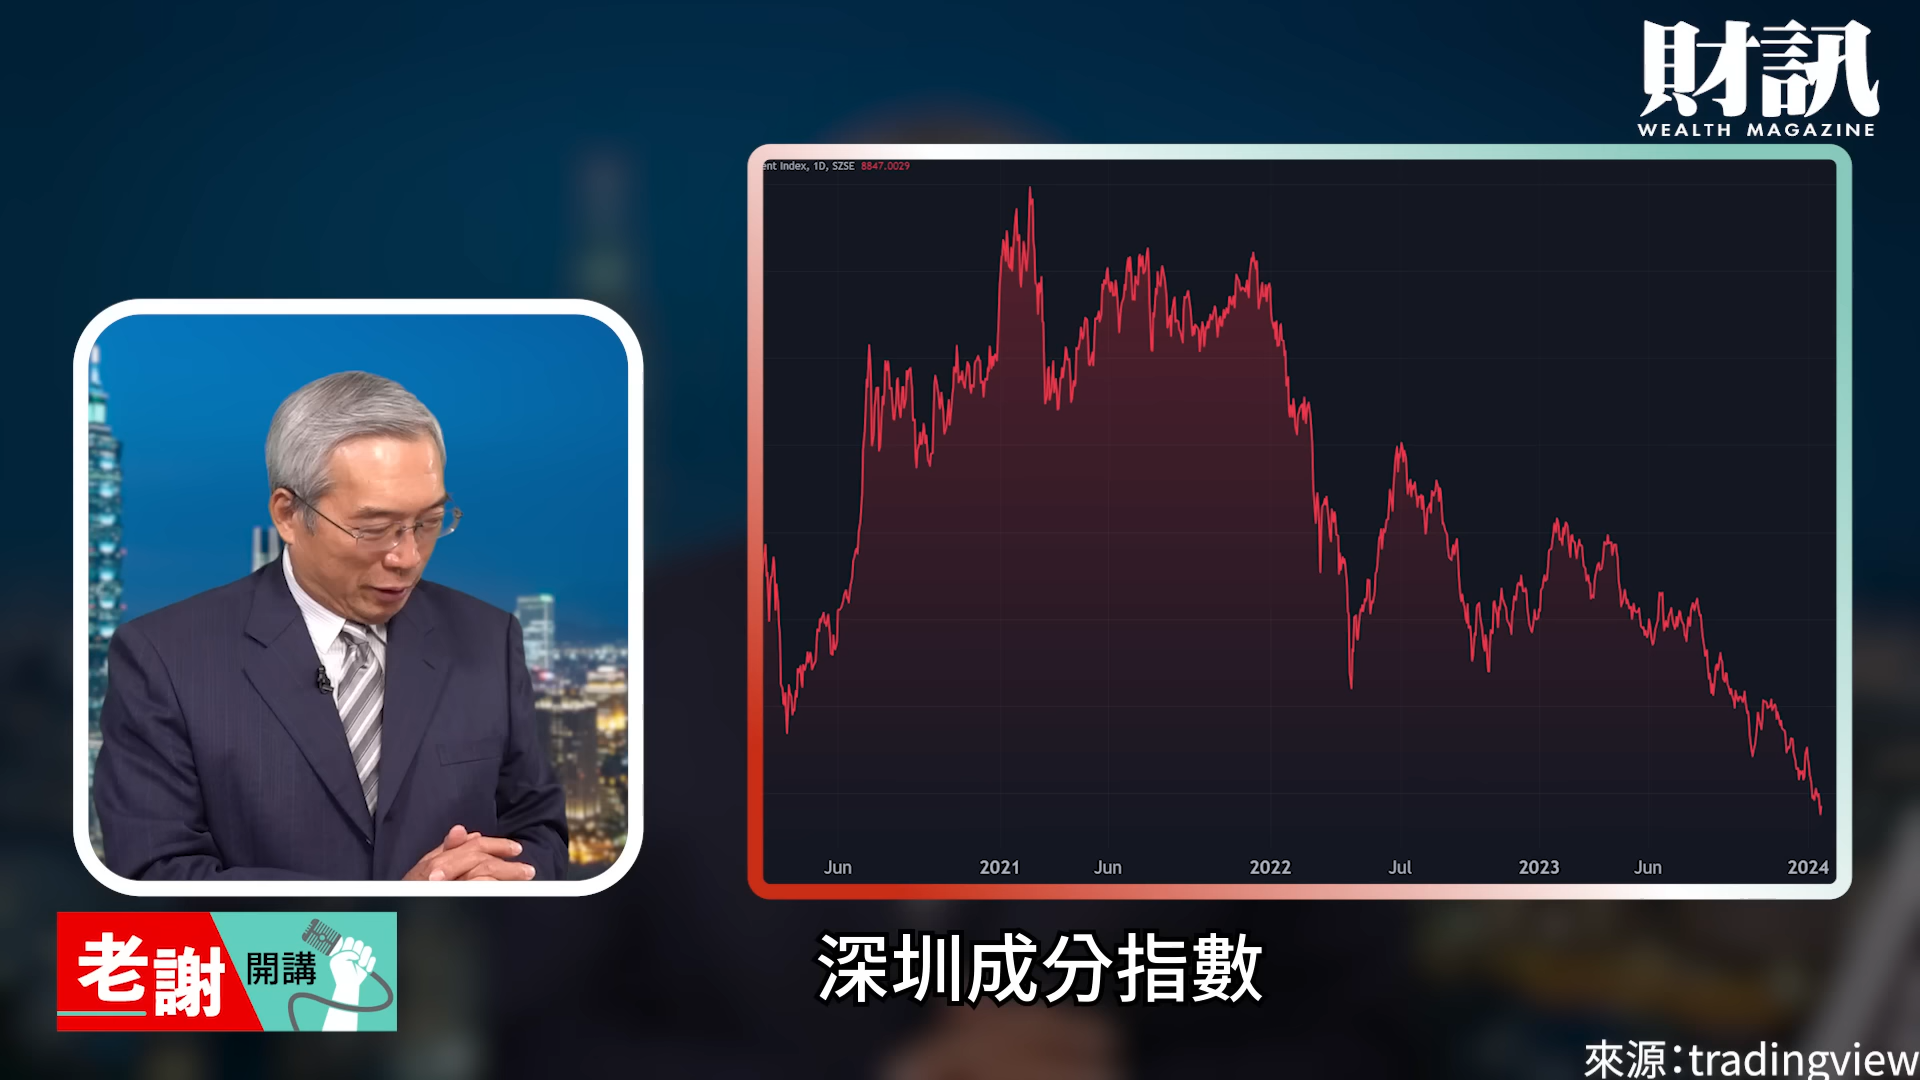 財訊
WEALTH MAGAZINE
ent Index, 1D, SZSE 8847.0029
Jun 2021 Jun 2022 Jul 2023 Jun 2024
老謝 開講
深圳成分指數
來源:tradingview